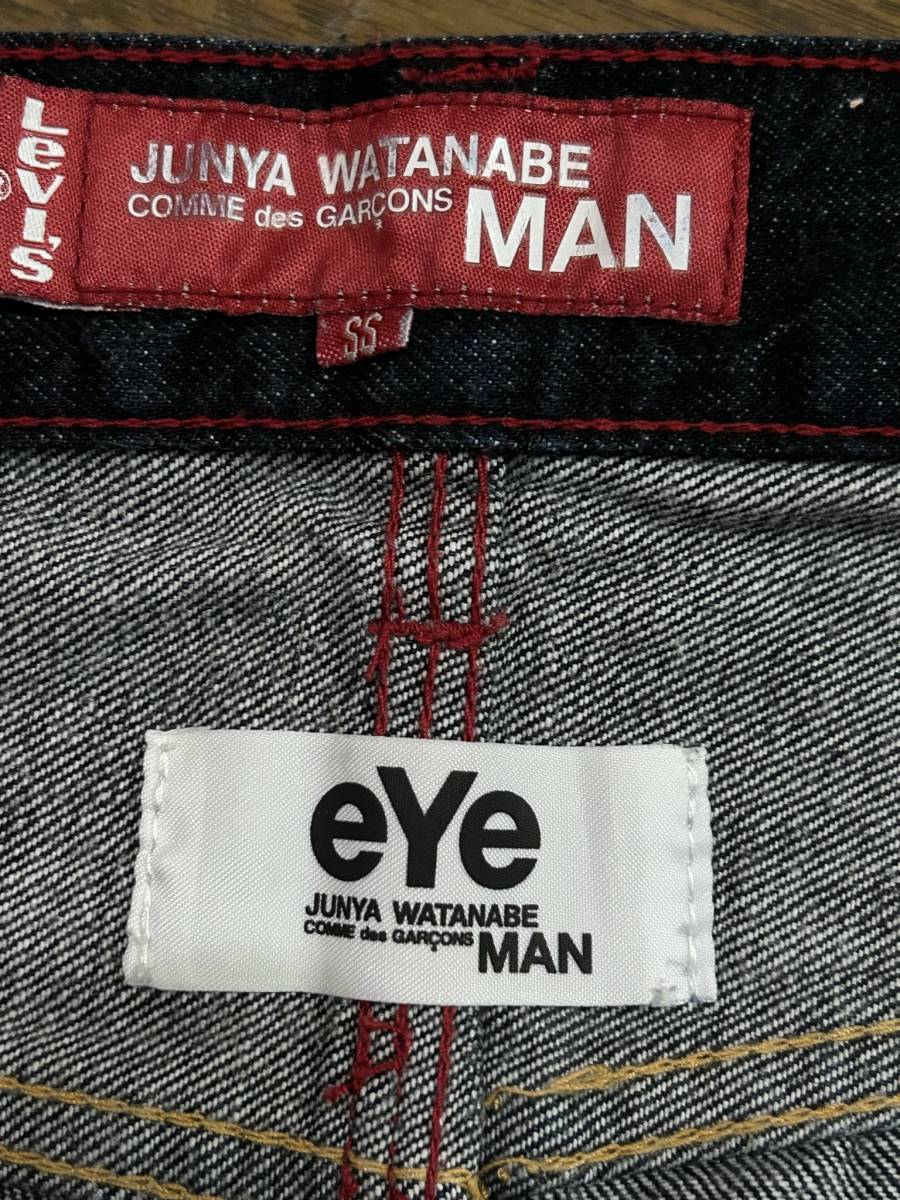 Levi's
®
JUNYA WATANABE
COMME des GARÇONS MAN
SS
eYe
JUNYA WATANABE
COMME des GARÇONS MAN